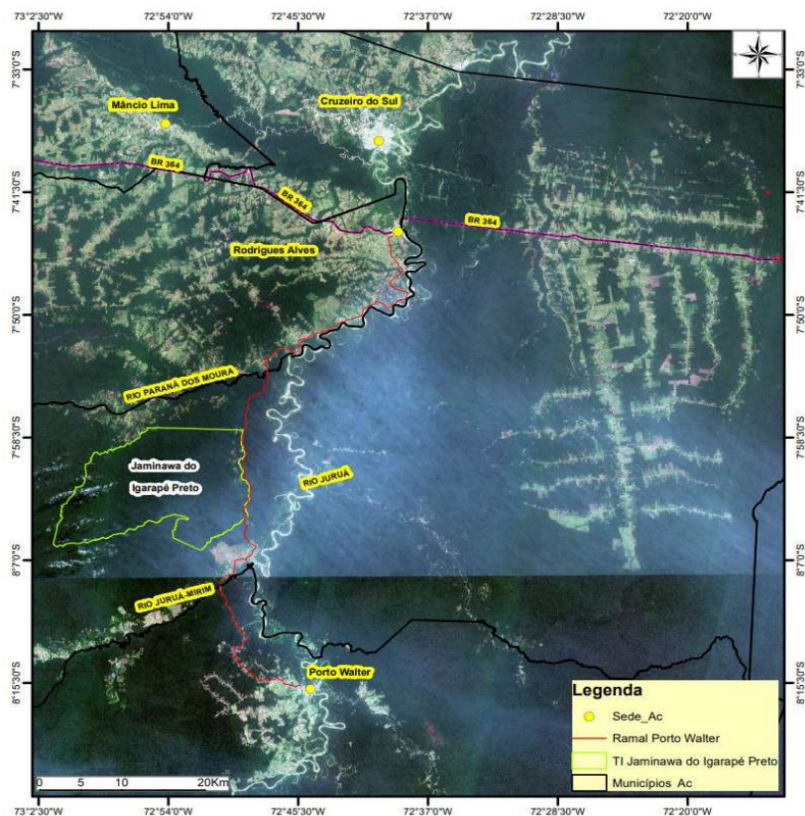 73°2'30"W
72°54'0"W
72°45'30"W
72°37'0"W
72°28'30"W
72°20'0"W
7°33'0"S
7°33'0"S
Mâncio Lima
Cruzeiro do Sul
BR 364
7°41'30"S
7°41'30"S
BR 364
BR 364
Rodrigues Alves
7°50'0"S
7°50'0"S
RIO PARANÁ DOS MOURA
7°58'30"S
7°58'30"S
Jaminawa do
Igarapé Preto
RIO JURUÁ
8°7'0"S
8°7'0"S
RIO JURUÁ-MIRIM
Porto Walter
8°15'30"S
8°15'30"S
Legenda
Sede_Ac
Ramal Porto Walter
TI Jaminawa do Igarapé Preto
Municípios Ac
0 5 10 20Km
73°2'30"W
72°54'0"W
72°45'30"W
72°37'0"W
72°28'30"W
72°20'0"W